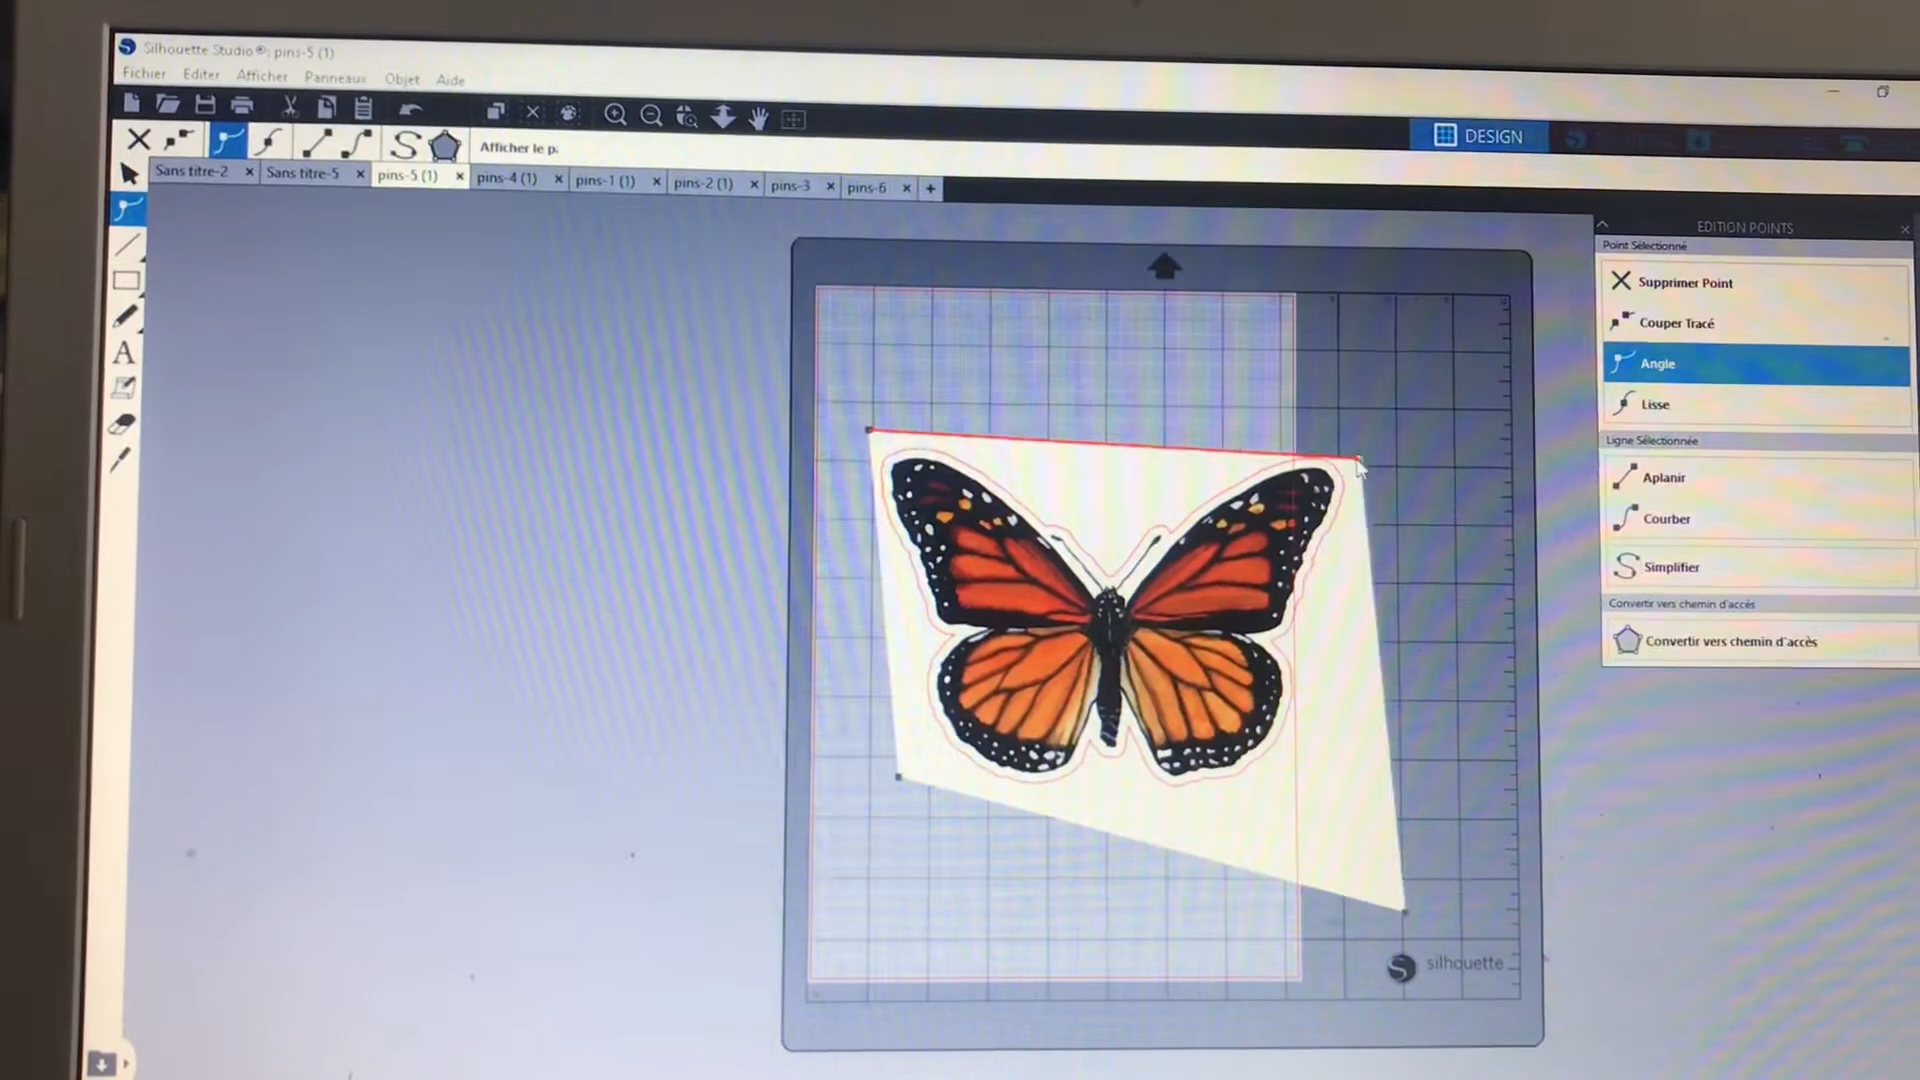 Silhouette Studio®: pins-5 (1)
Fichier Editer Afficher Panneaux Objet Aide
DESIGN
Afficher le p.
Sans titre-2 Sans titre-5 pins-5 (1) pins-4 (1) pins-1 (1) pins-2 (1) pins-3 pins-6
EDITION POINTS
Point Sélectionné
Supprimer Point
Couper Tracé
Angle
Lisse
Ligne Sélectionnée
Aplanir
Courber
Simplifier
Convertir vers chemin d'accès
Convertir vers chemin d'accès
silhouette